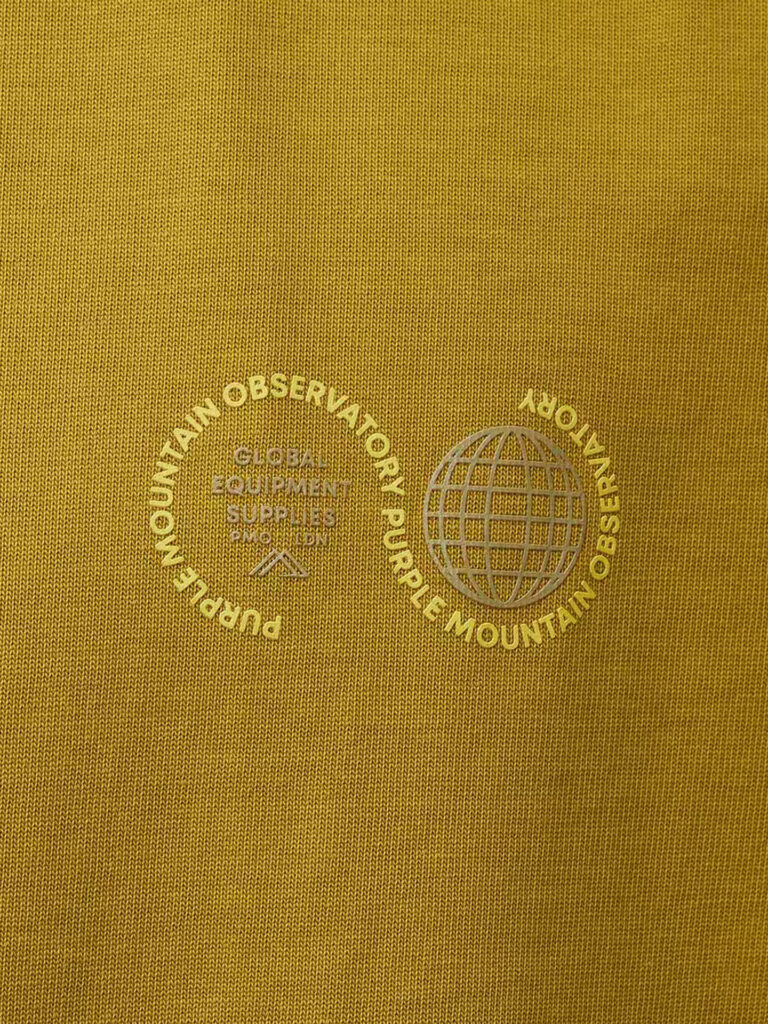 PURPLE MOUNTAIN OBSERVATORY PURPLE MOUNTAIN OBSERVATORY
GLOBAL
EQUIPMENT
SUPPLIES
PMO LDN